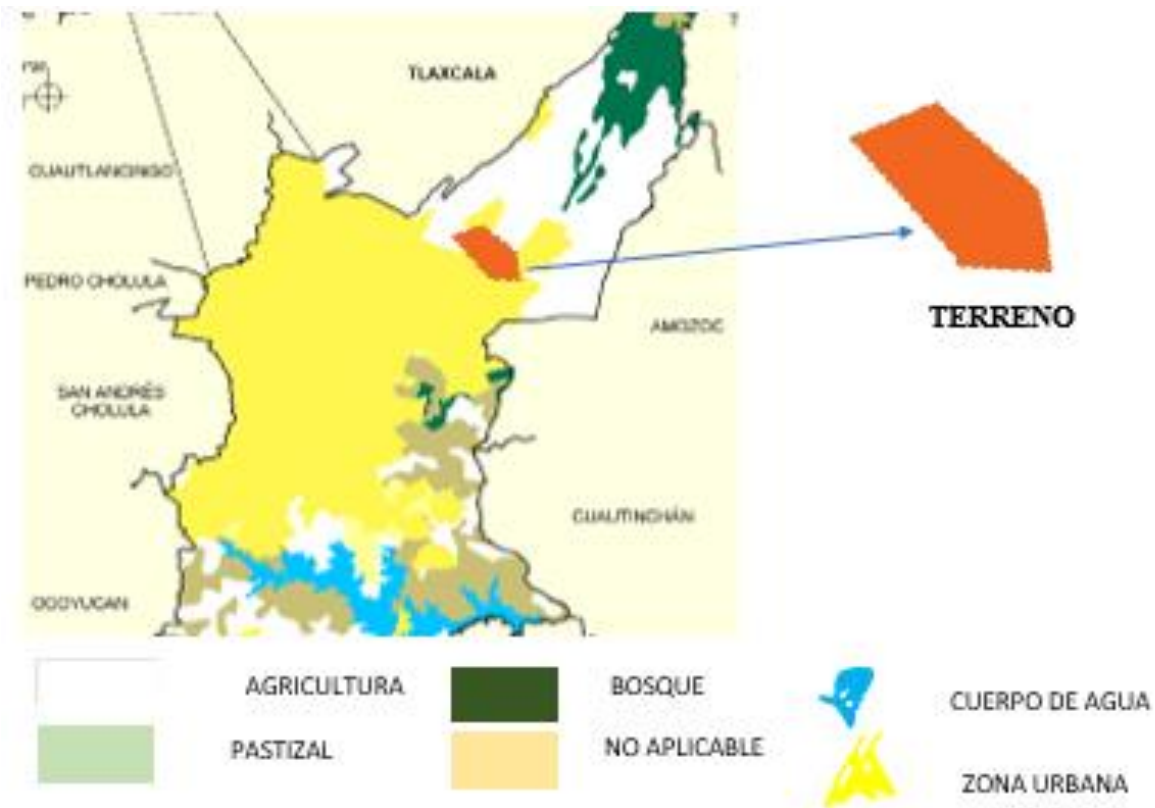 TLAXCALA
CUAUTLANCINGO
PEDRO CHOLULA
AMOZOC
TERRENO
SAN ANDRÉS
CHOLULA
CUAUTINCHÁN
OCOYUCAN
AGRICULTURA
BOSQUE
CUERPO DE AGUA
PASTIZAL
NO APLICABLE
ZONA URBANA